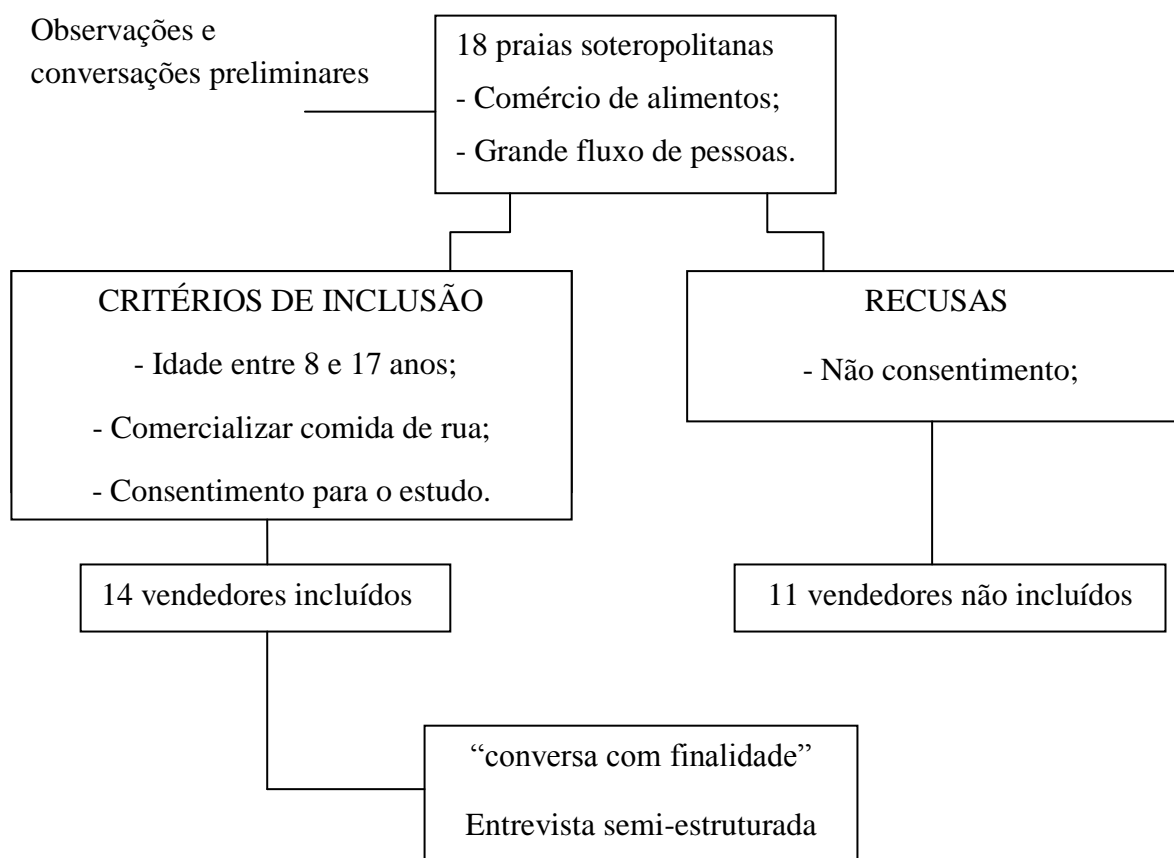 Observações e
conversações preliminares
18 praias soteropolitanas
- Comércio de alimentos;
- Grande fluxo de pessoas.
CRITÉRIOS DE INCLUSÃO
- Idade entre 8 e 17 anos;
- Comercializar comida de rua;
- Consentimento para o estudo.
RECUSAS
- Não consentimento;
14 vendedores incluídos
11 vendedores não incluídos
“conversa com finalidade”
Entrevista semi-estruturada